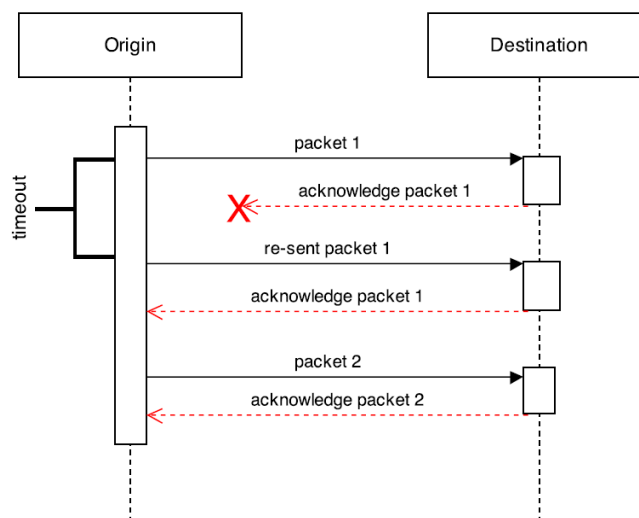 Origin
Destination
packet 1
acknowledge packet 1
timeout
re-sent packet 1
acknowledge packet 1
packet 2
acknowledge packet 2